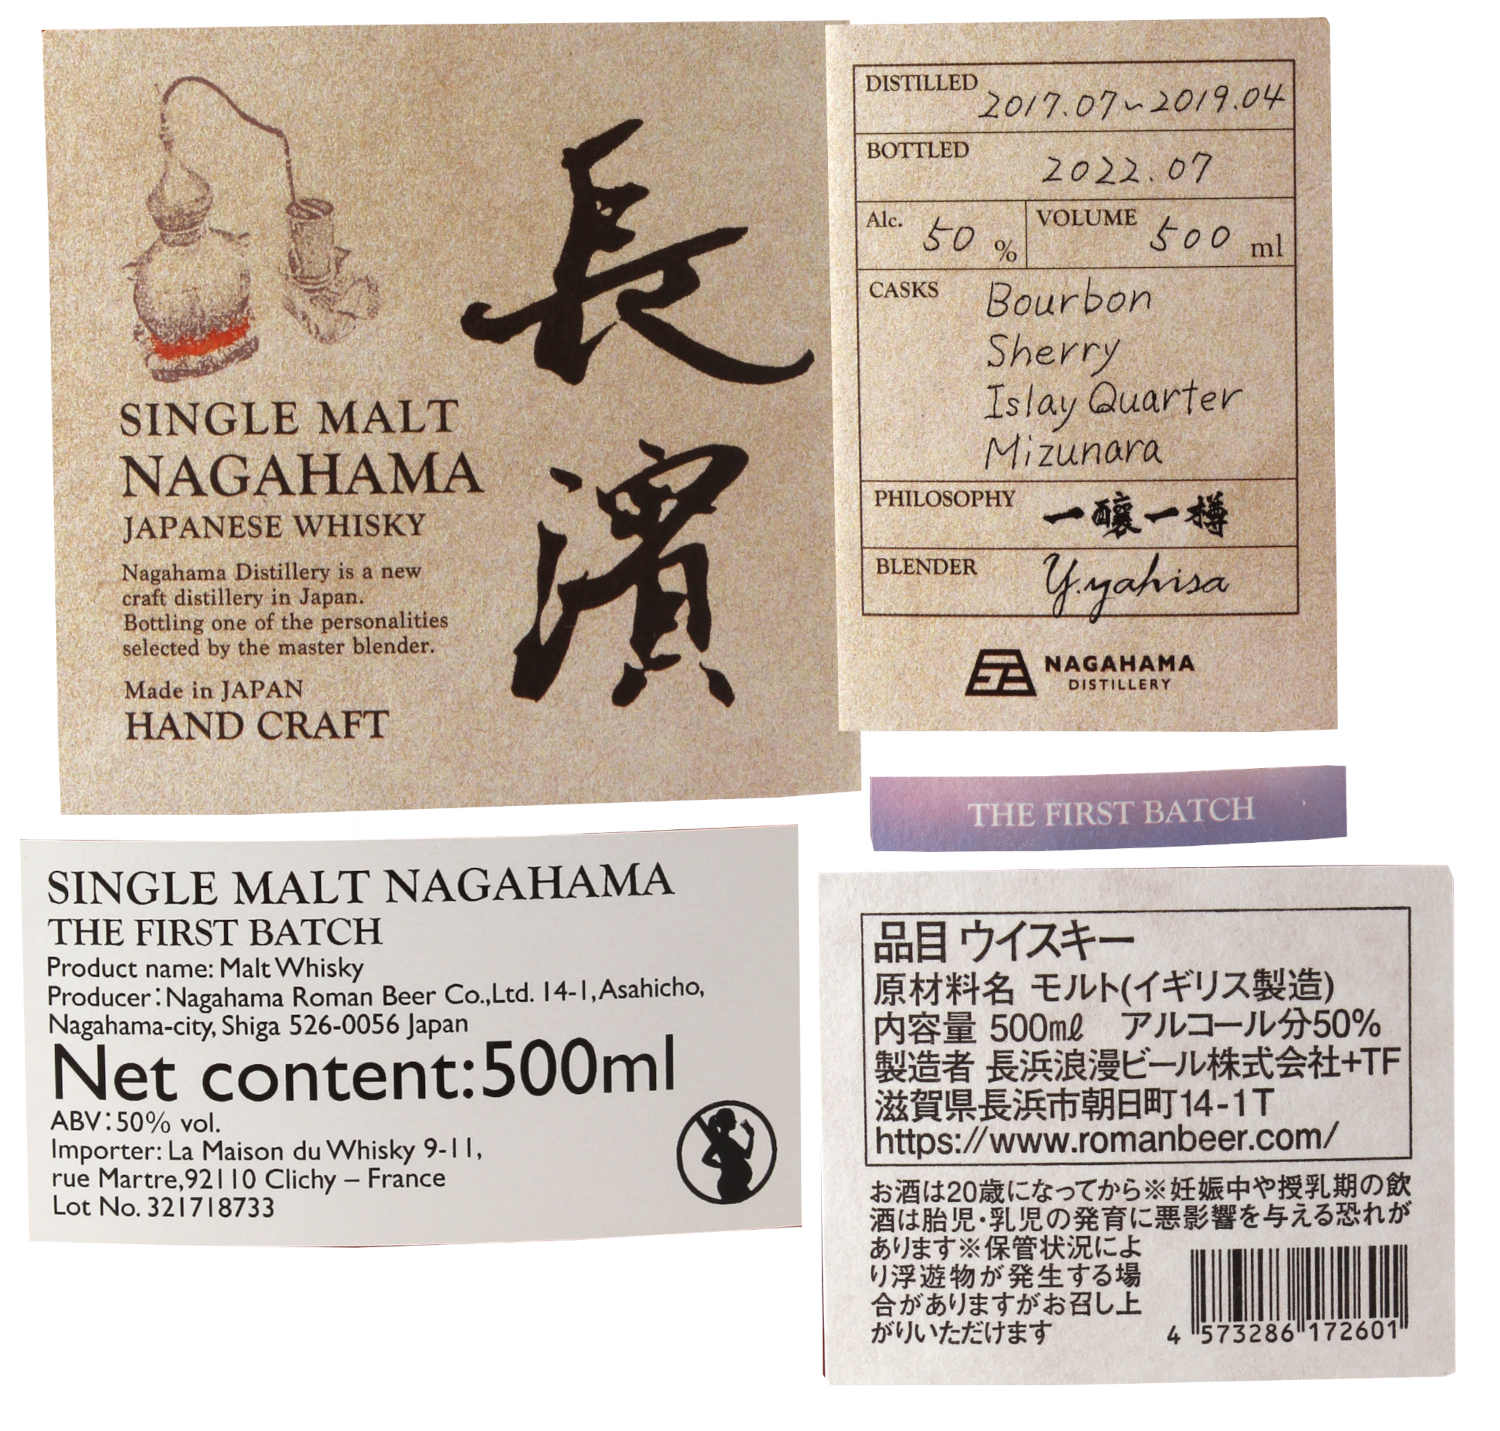 長濱
SINGLE MALT
NAGAHAMA
JAPANESE WHISKY
Nagahama Distillery is a new
craft distillery in Japan.
Bottling one of the personalities
selected by the master blender.
Made in JAPAN
HAND CRAFT
DISTILLED 2017.07~2019.04
BOTTLED 2022.07
Alc. 50 % VOLUME 500 ml
CASKS Bourbon
Sherry
Islay Quarter
Mizunara
PHILOSOPHY 一醸一樽
BLENDER Y.yahisa
NAGAHAMA
DISTILLERY
THE FIRST BATCH
SINGLE MALT NAGAHAMA
THE FIRST BATCH
Product name: Malt Whisky
Producer:Nagahama Roman Beer Co.,Ltd. 14-1,Asahicho,
Nagahama-city, Shiga 526-0056 Japan
Net content:500ml
ABV:50% vol.
Importer: La Maison du Whisky 9-11,
rue Martre,92110 Clichy – France
Lot No. 321718733
品目 ウイスキー
原材料名 モルト(イギリス製造)
内容量 500㎖ アルコール分50%
製造者 長浜浪漫ビール株式会社+TF
滋賀県長浜市朝日町14-1T
https://www.romanbeer.com/
お酒は20歳になってから※妊娠中や授乳期の飲
酒は胎児・乳児の発育に悪影響を与える恐れが
あります※保管状況によ
り浮遊物が発生する場
合がありますがお召し上
がりいただけます
4 573286 172601